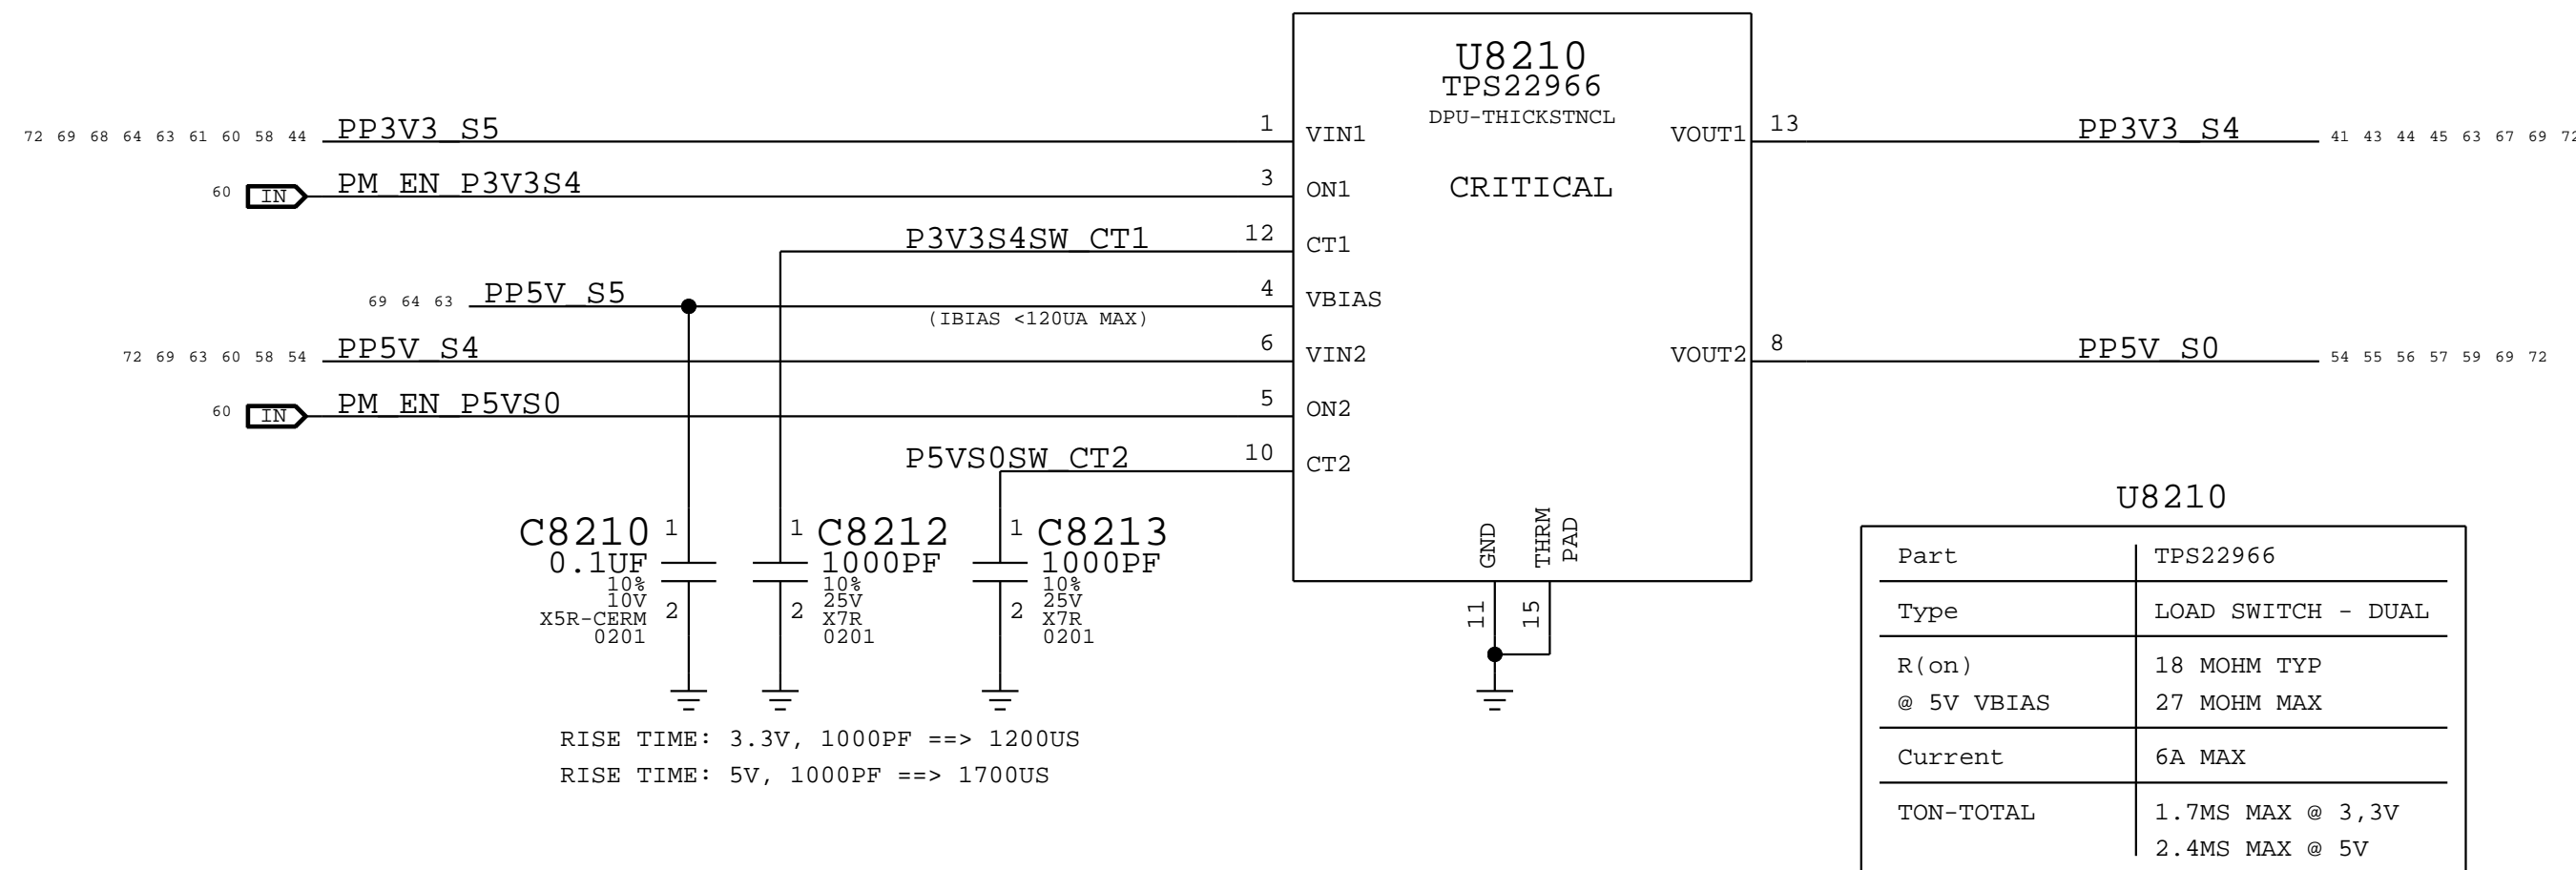 U8210
TPS22966
DPU-THICKSTNCL
CRITICAL
72 69 68 64 63 61 60 58 44 PP3V3_S5 1 VIN1
VOUT1 13 PP3V3_S4 41 43 44 45 63 67 69 72
60 IN PM_EN_P3V3S4 3 ON1
P3V3S4SW_CT1 12 CT1
69 64 63 PP5V_S5 4 VBIAS
(IBIAS <120UA MAX)
72 69 63 60 58 54 PP5V_S4 6 VIN2
VOUT2 8 PP5V_S0 54 55 56 57 59 69 72
60 IN PM_EN_P5VS0 5 ON2
P5VS0SW_CT2 10 CT2
GND
THRM
PAD
11
15
C8210 1
0.1UF
10%
10V
X5R-CERM
0201
2
1 C8212
1000PF
10%
25V
X7R
0201
2
1 C8213
1000PF
10%
25V
X7R
0201
2
RISE TIME: 3.3V, 1000PF ==> 1200US
RISE TIME: 5V, 1000PF ==> 1700US
U8210
Part TPS22966
Type LOAD SWITCH - DUAL
R(on) 18 MOHM TYP
@ 5V VBIAS 27 MOHM MAX
Current 6A MAX
TON-TOTAL 1.7MS MAX @ 3,3V
2.4MS MAX @ 5V